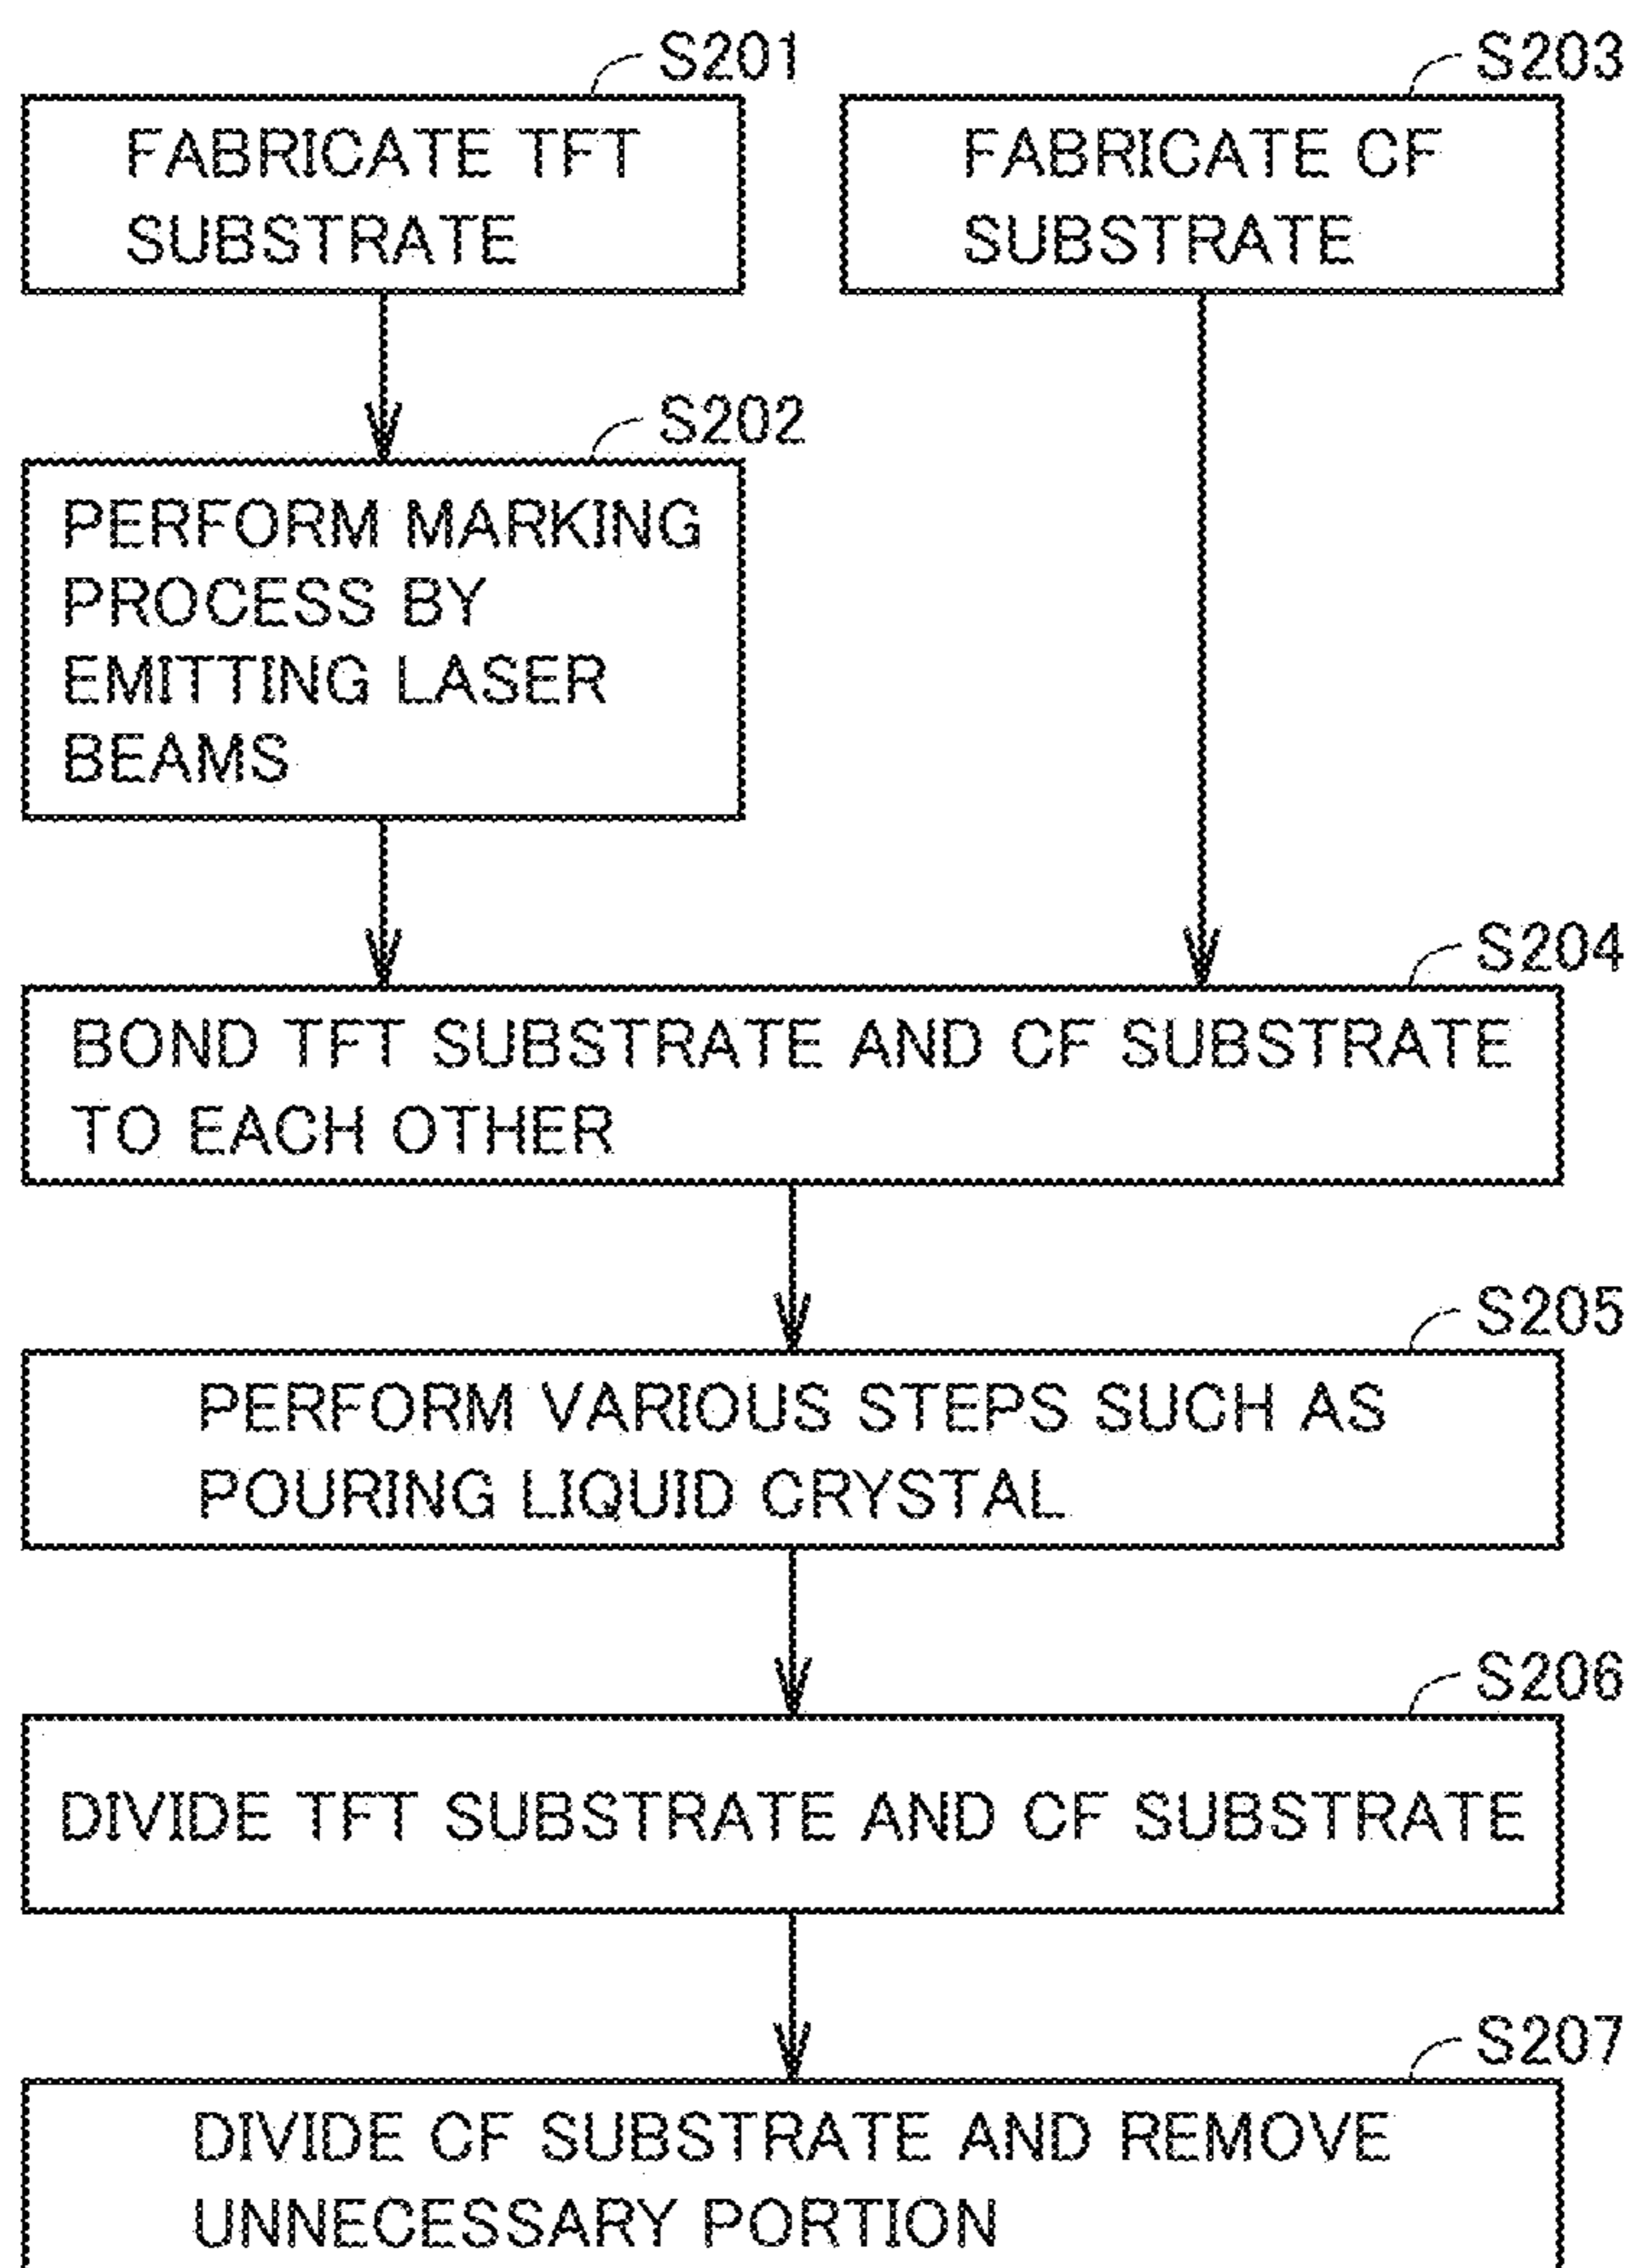 S201
FABRICATE TFT
SUBSTRATE
S203
FABRICATE CF
SUBSTRATE
S202
PERFORM MARKING
PROCESS BY
EMITTING LASER
BEAMS
S204
BOND TFT SUBSTRATE AND CF SUBSTRATE
TO EACH OTHER
S205
PERFORM VARIOUS STEPS SUCH AS
POURING LIQUID CRYSTAL
S206
DIVIDE TFT SUBSTRATE AND CF SUBSTRATE
S207
DIVIDE CF SUBSTRATE AND REMOVE
UNNECESSARY PORTION